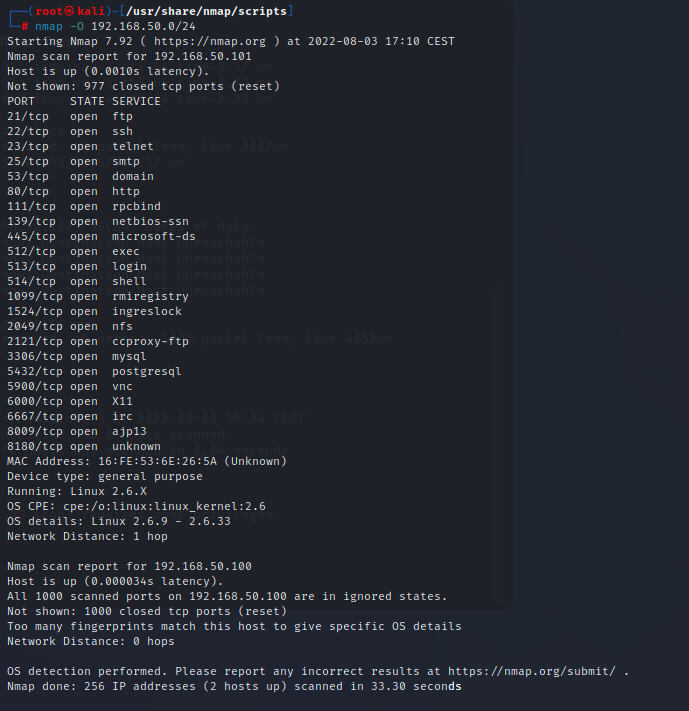 ┌──(root㉿kali)-[/usr/share/nmap/scripts]
└─# nmap -O 192.168.50.0/24
Starting Nmap 7.92 ( https://nmap.org ) at 2022-08-03 17:10 CEST
Nmap scan report for 192.168.50.101
Host is up (0.0010s latency).
Not shown: 977 closed tcp ports (reset)
PORT     STATE SERVICE
21/tcp   open  ftp
22/tcp   open  ssh
23/tcp   open  telnet
25/tcp   open  smtp
53/tcp   open  domain
80/tcp   open  http
111/tcp  open  rpcbind
139/tcp  open  netbios-ssn
445/tcp  open  microsoft-ds
512/tcp  open  exec
513/tcp  open  login
514/tcp  open  shell
1099/tcp open  rmiregistry
1524/tcp open  ingreslock
2049/tcp open  nfs
2121/tcp open  ccproxy-ftp
3306/tcp open  mysql
5432/tcp open  postgresql
5900/tcp open  vnc
6000/tcp open  X11
6667/tcp open  irc
8009/tcp open  ajp13
8180/tcp open  unknown
MAC Address: 16:FE:53:6E:26:5A (Unknown)
Device type: general purpose
Running: Linux 2.6.X
OS CPE: cpe:/o:linux:linux_kernel:2.6
OS details: Linux 2.6.9 - 2.6.33
Network Distance: 1 hop

Nmap scan report for 192.168.50.100
Host is up (0.000034s latency).
All 1000 scanned ports on 192.168.50.100 are in ignored states.
Not shown: 1000 closed tcp ports (reset)
Too many fingerprints match this host to give specific OS details
Network Distance: 0 hops

OS detection performed. Please report any incorrect results at https://nmap.org/submit/ .
Nmap done: 256 IP addresses (2 hosts up) scanned in 33.30 seconds